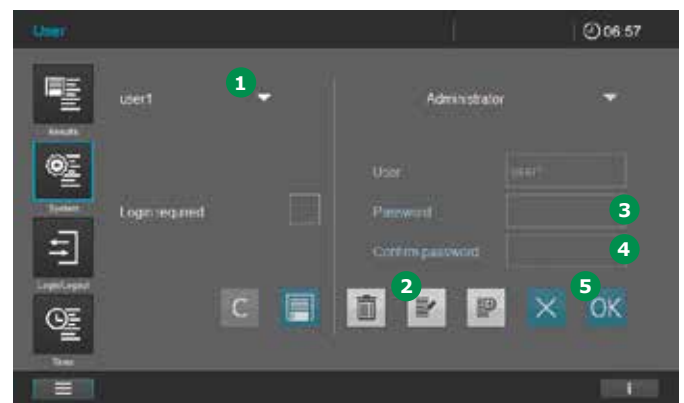 User
06:57
1
user1
Administrator
Results
User
user1
System
Login required
Password
3
Confirm password
4
Login/Logout
2
5
C
OK
Timer
i